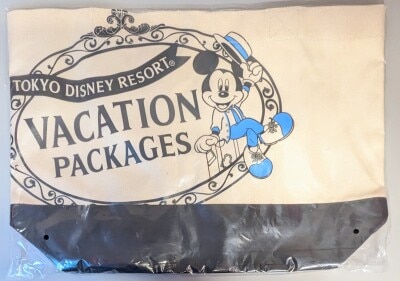 TOKYO DISNEY RESORT®
VACATION
PACKAGES